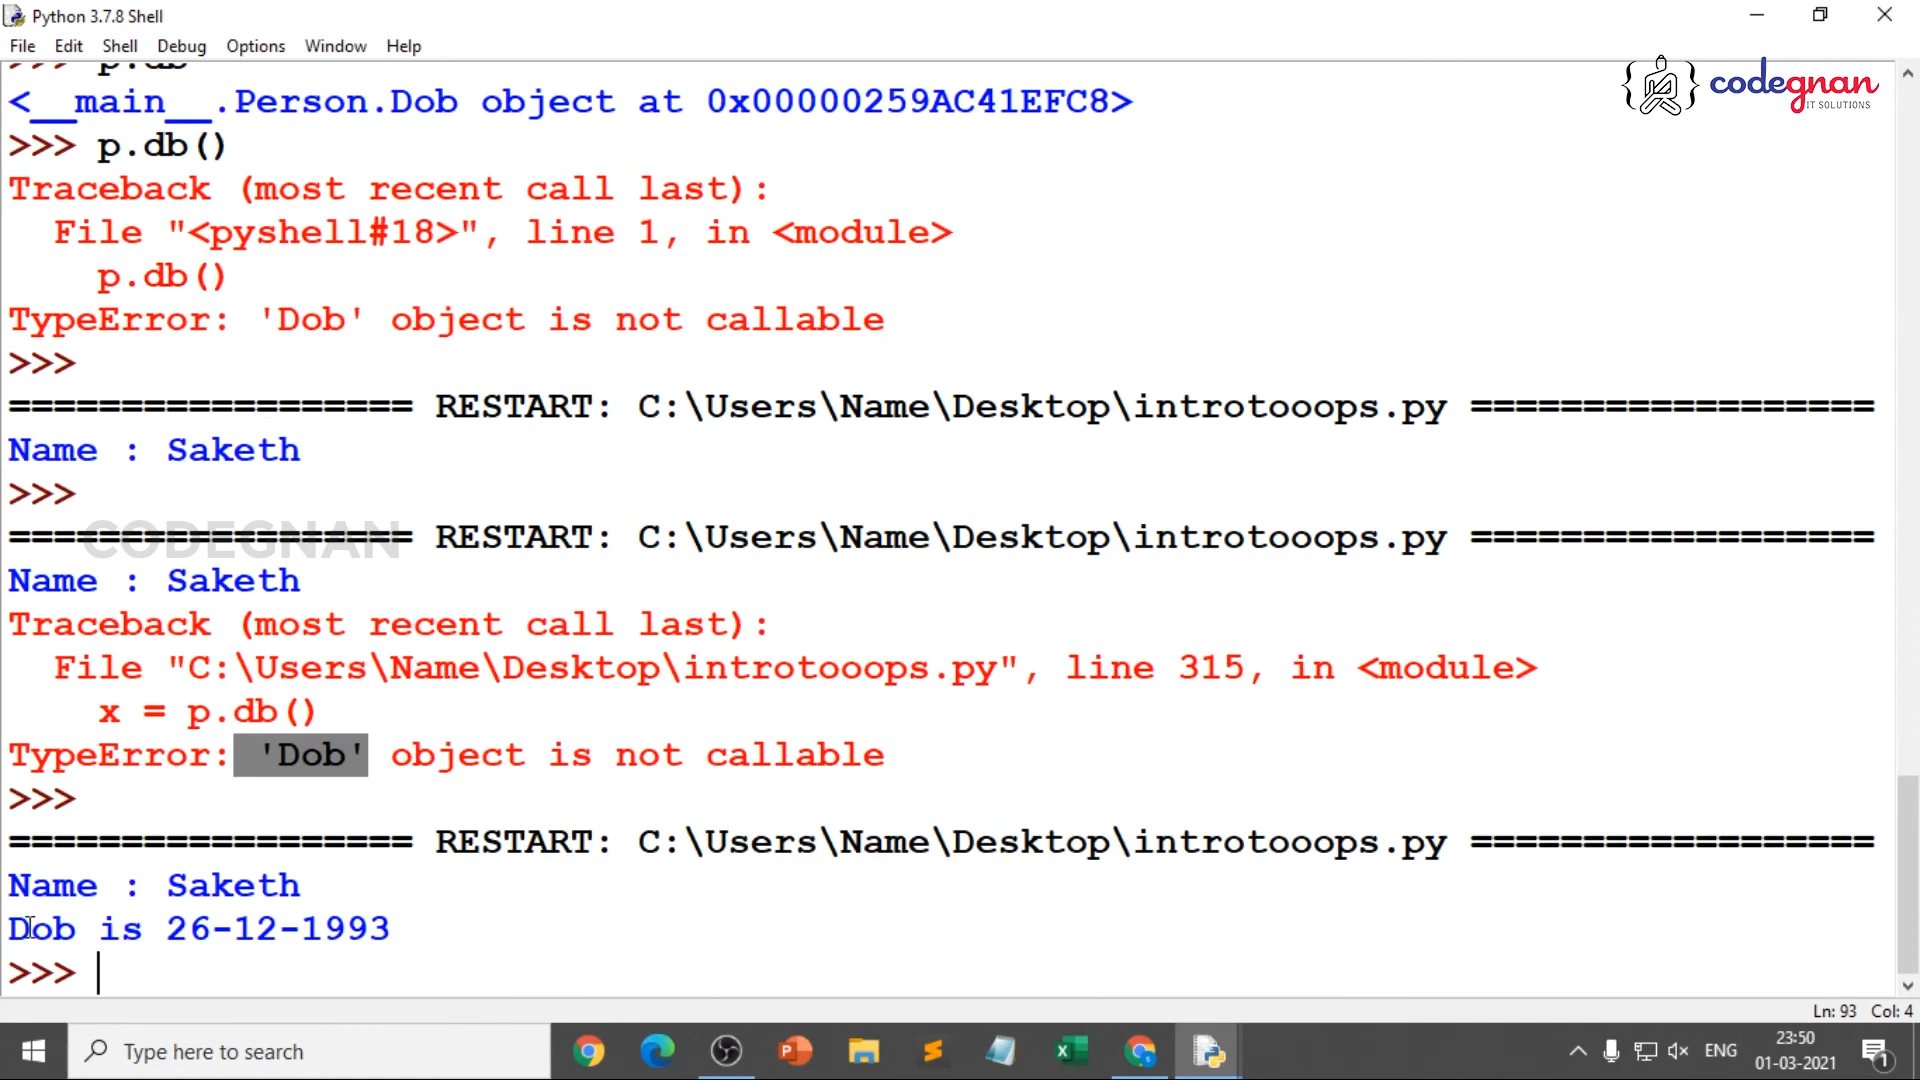 Python 3.7.8 Shell
File Edit Shell Debug Options Window Help
>>> p.db
<__main__.Person.Dob object at 0x00000259AC41EFC8>
>>> p.db()
Traceback (most recent call last):
  File "<pyshell#18>", line 1, in <module>
    p.db()
TypeError: 'Dob' object is not callable
>>>
================== RESTART: C:\Users\Name\Desktop\introtooops.py ==================
Name : Saketh
>>>
================== RESTART: C:\Users\Name\Desktop\introtooops.py ==================
Name : Saketh
Traceback (most recent call last):
  File "C:\Users\Name\Desktop\introtooops.py", line 315, in <module>
    x = p.db()
TypeError: 'Dob' object is not callable
>>>
================== RESTART: C:\Users\Name\Desktop\introtooops.py ==================
Name : Saketh
Dob is 26-12-1993
>>>
codegnan
IT SOLUTIONS
CODEGNAN
Ln: 93 Col: 4
Type here to search
ENG
23:50
01-03-2021
1